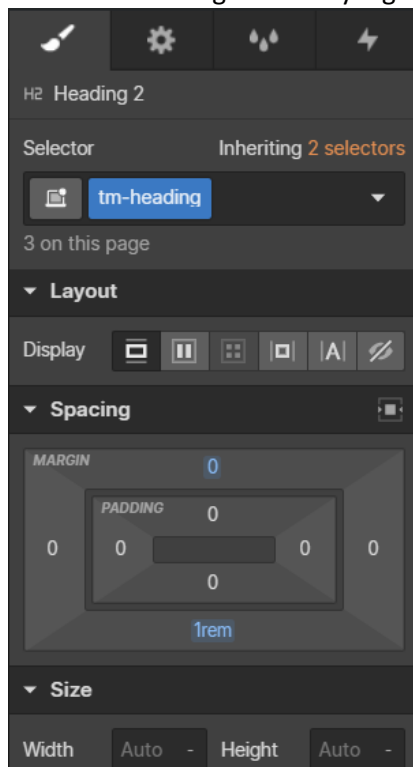 H2 Heading 2
Selector Inheriting 2 selectors
tm-heading
3 on this page
Layout
Display |A|
Spacing
MARGIN 0
PADDING 0
0 0 0 0
0
1rem
Size
Width Auto - Height Auto -